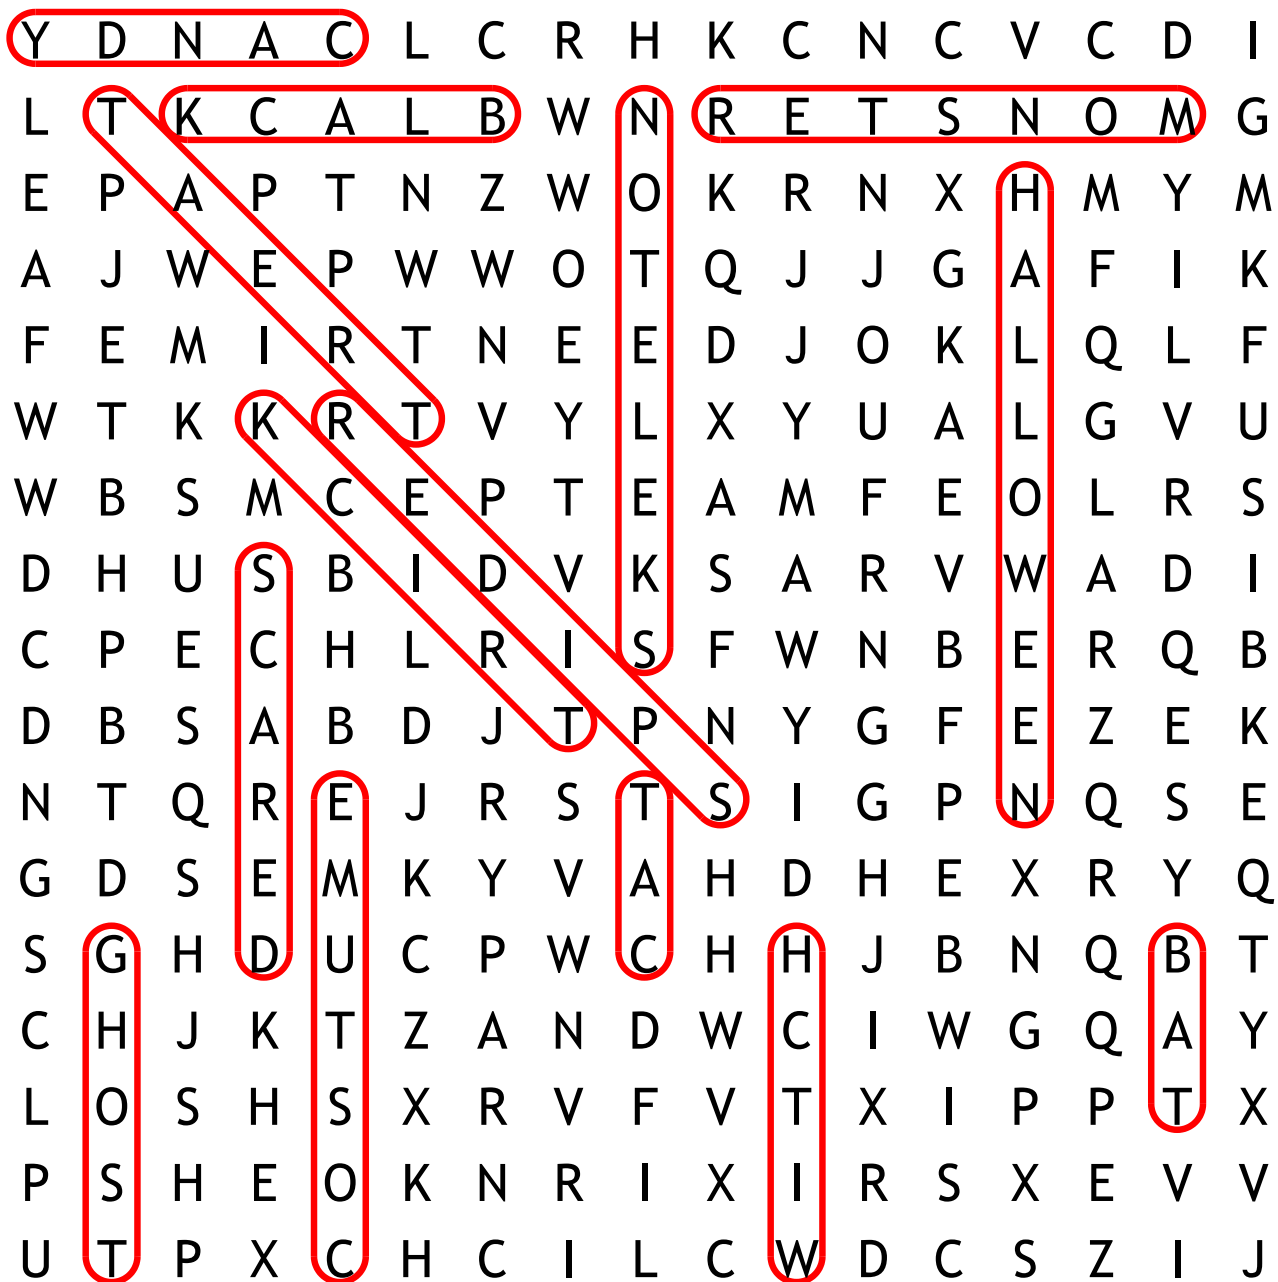 Y D N A C L C R H K C N C V C D I
L T K C A L B W N R E T S N O M G
E P A P T N Z W O K R N X H M Y M
A J W E P W W O T Q J J G A F I K
F E M I R T N E E D J O K L Q L F
W T K K R T V Y L X Y U A L G V U
W B S M C E P T E A M F E O L R S
D H U S B I D V K S A R V W A D I
C P E C H L R I S F W N B E R Q B
D B S A B D J T P N Y G F E Z E K
N T Q R E J R S T S I G P N Q S E
G D S E M K Y V A H D H E X R Y Q
S G H D U C P W C H H J B N Q B T
C H J K T Z A N D W C I W G Q A Y
L O S H S X R V F V T X I P P T X
P S H E O K N R I X I R S X E V V
U T P X C H C I L C W D C S Z I J